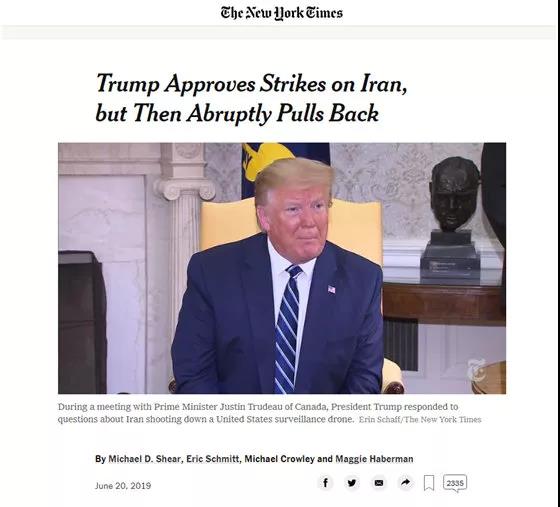 The New York Times
Trump Approves Strikes on Iran,
but Then Abruptly Pulls Back
During a meeting with Prime Minister Justin Trudeau of Canada, President Trump responded to
questions about Iran shooting down a United States surveillance drone. Erin Schaff/The New York Times
By Michael D. Shear, Eric Schmitt, Michael Crowley and Maggie Haberman
June 20, 2019
2335